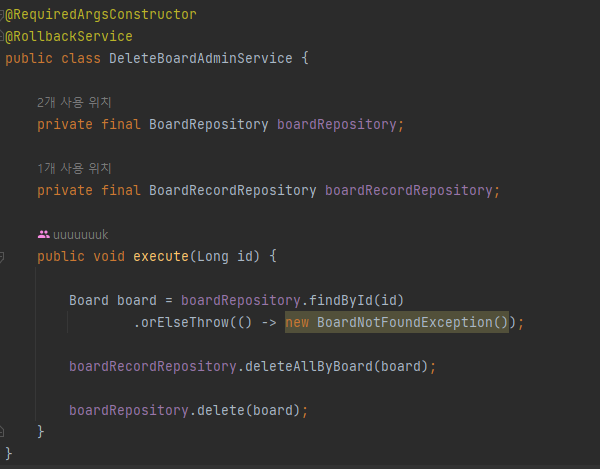 @RequiredArgsConstructor
@RollbackService
public class DeleteBoardAdminService {
2개 사용 위치
private final BoardRepository boardRepository;
1개 사용 위치
private final BoardRecordRepository boardRecordRepository;
uuuuuuuk
public void execute(Long id) {
Board board = boardRepository.findById(id)
.orElseThrow(() -> new BoardNotFoundException());
boardRecordRepository.deleteAllByBoard(board);
boardRepository.delete(board);
}
}